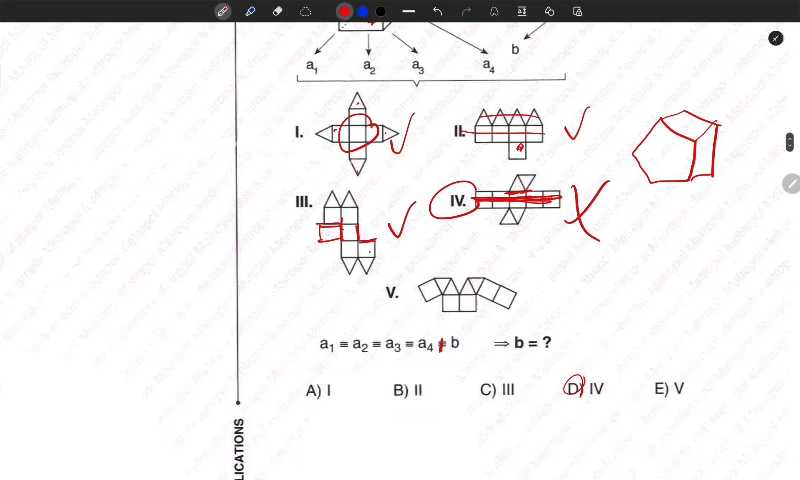 b
a₁ a₂ a₃ a₄
I. II.
III. IV.
V.
a₁ ≡ a₂ ≡ a₃ ≡ a₄ ≢ b ⇒ b = ?
A) I B) II C) III D) IV E) V
LICATIONS